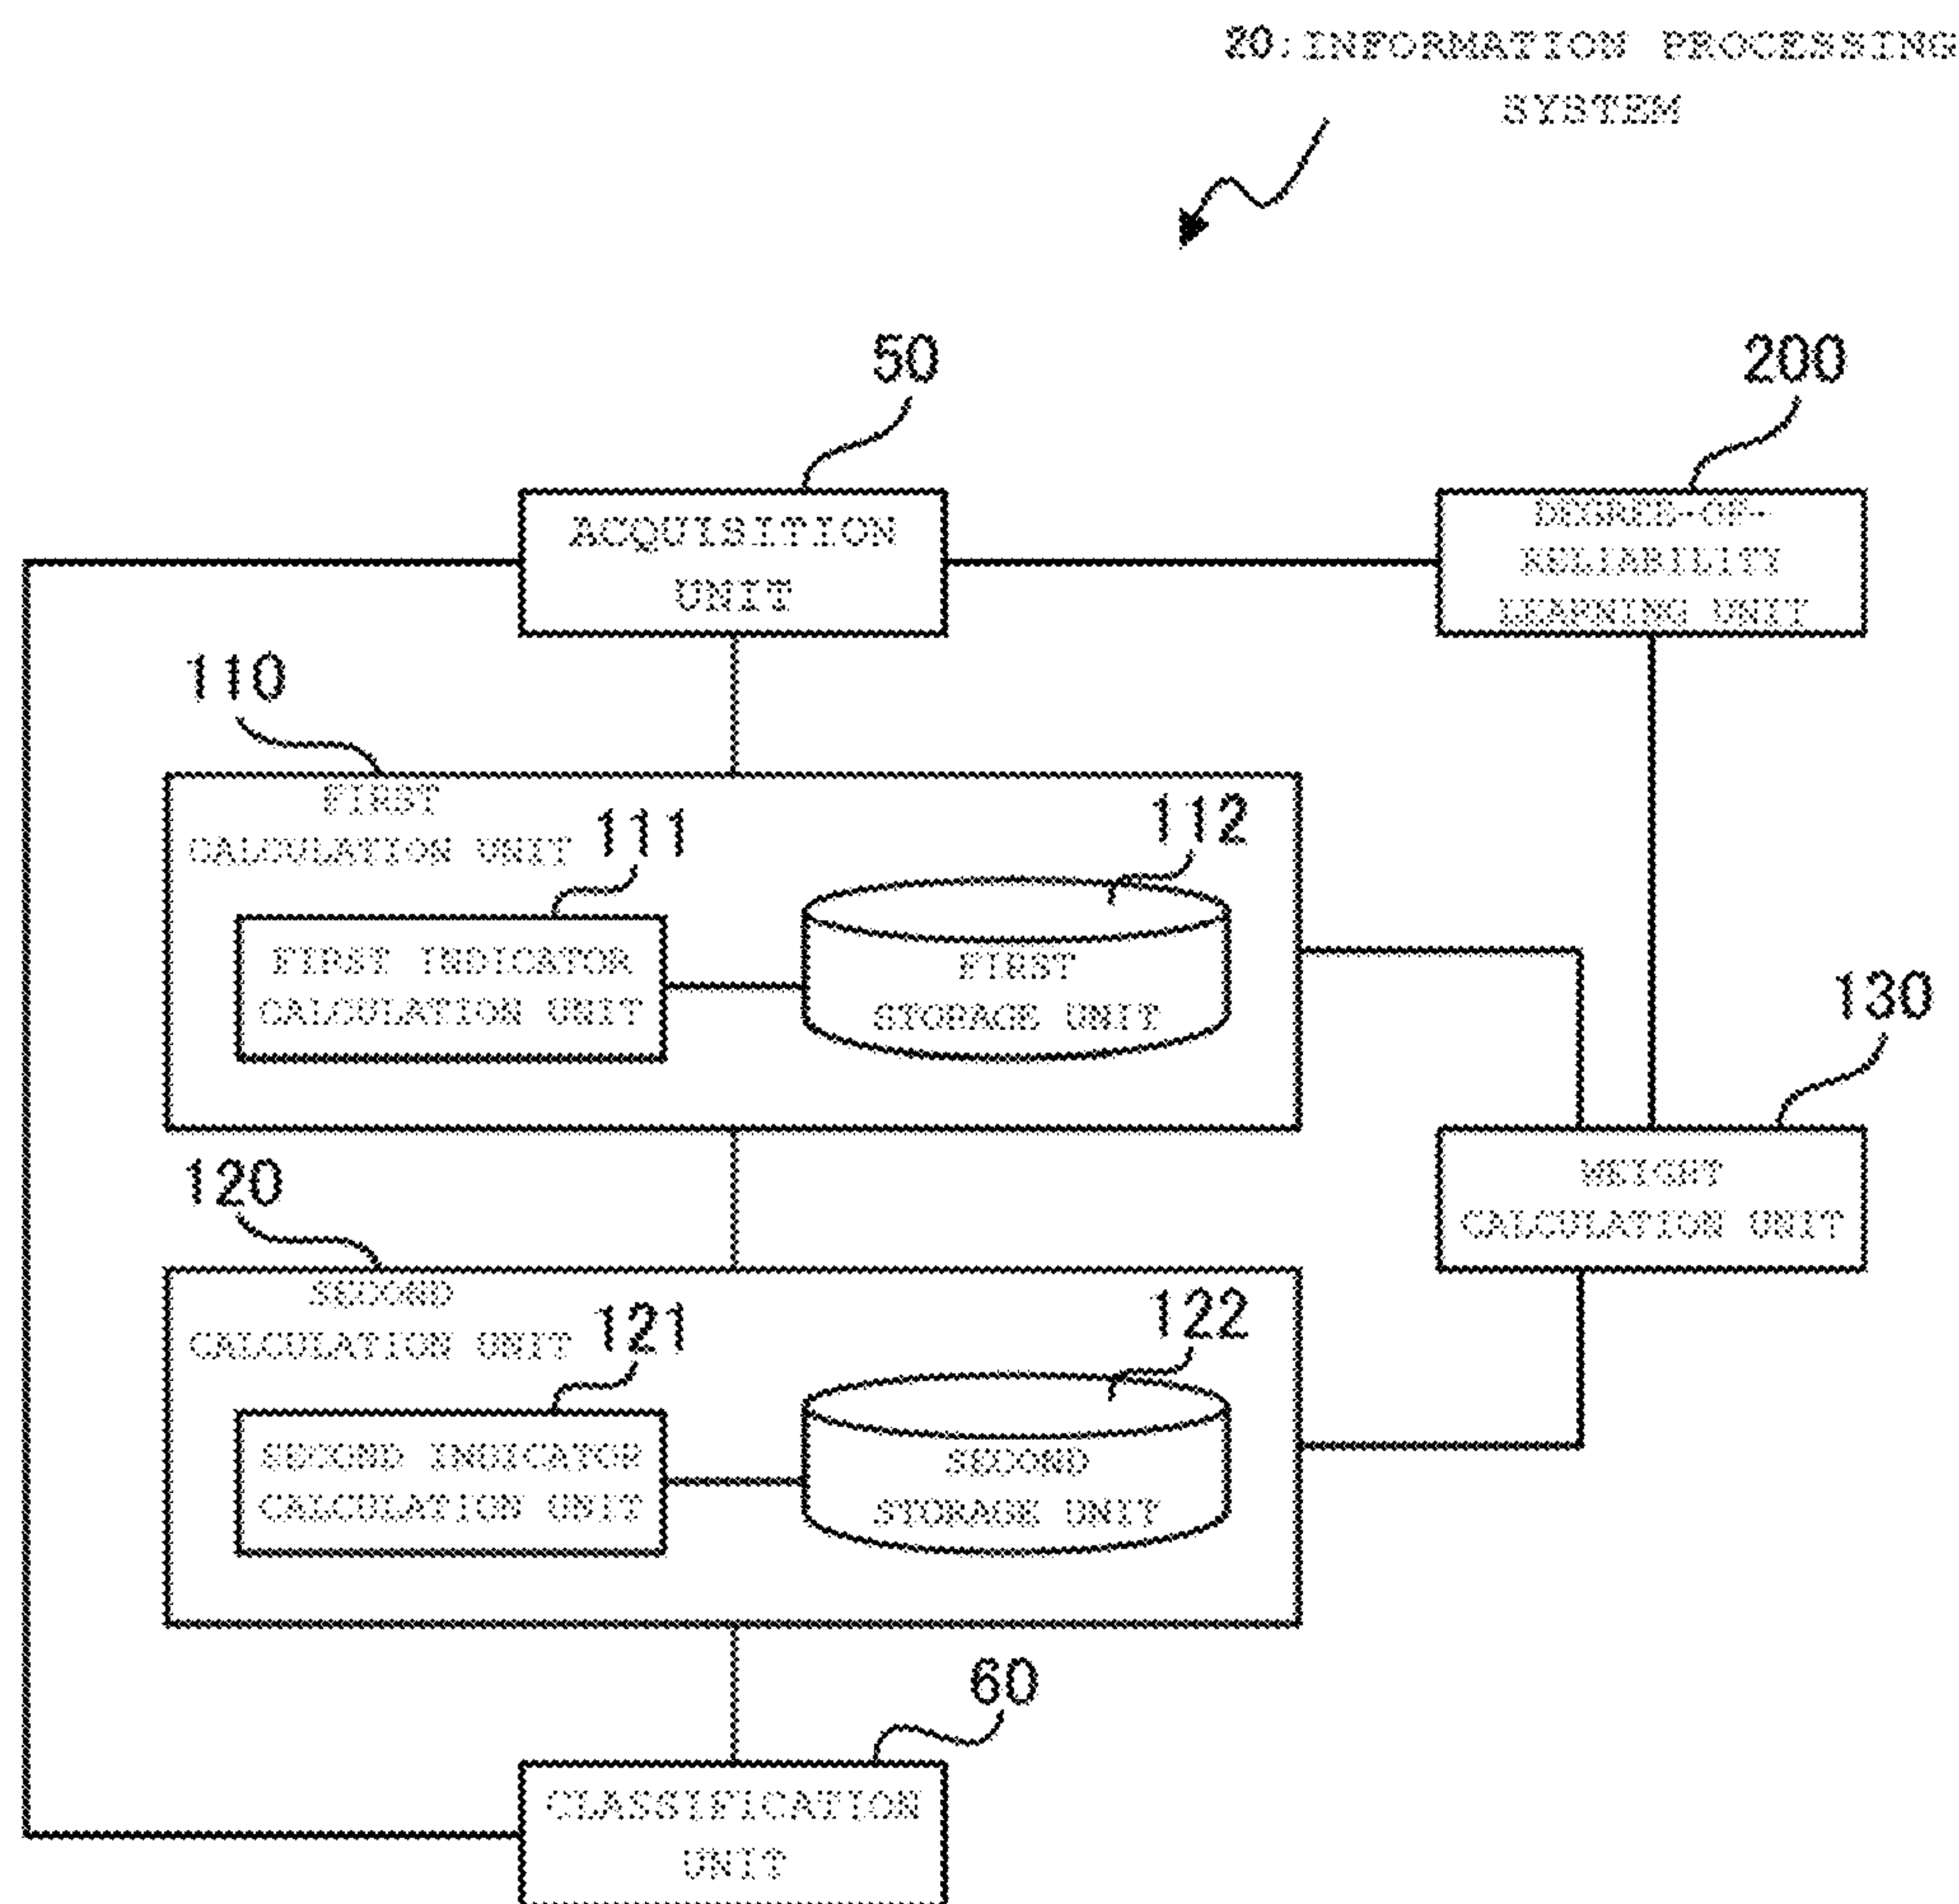 20:INFORMATION PROCESSING
SYSTEM
50
200
ACQUISITION
UNIT
DEGREE-OF-
RELIABILITY
LEARNING UNIT
110
FIRST
CALCULATION UNIT
111
112
FIRST INDICATOR
CALCULATION UNIT
FIRST
STORAGE UNIT
130
WEIGHT
CALCULATION UNIT
120
SECOND
CALCULATION UNIT
121
122
SECOND INDICATOR
CALCULATION UNIT
SECOND
STORAGE UNIT
60
CLASSIFICATION
UNIT